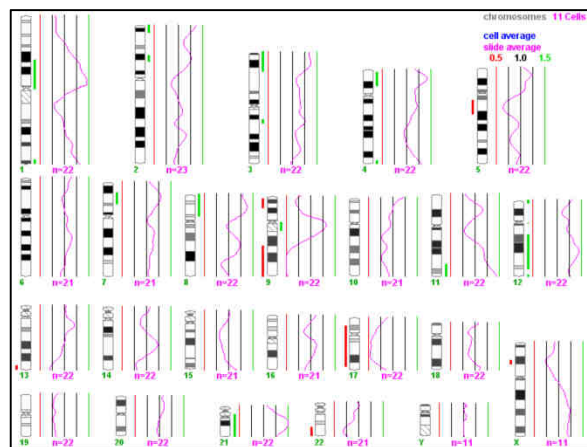 chromosomes 11 Cells
cell average
slide average
0.5 1.0 1.5
1 n=22
2 n=23
3 n=22
4 n=22
5 n=22
6 n=21
7 n=21
8 n=22
9 n=22
10 n=21
11 n=22
12 n=22
13 n=22
14 n=22
15 n=21
16 n=21
17 n=22
18 n=22
19 n=22
20 n=22
21 n=22
22 n=21
Y n=11
X n=11